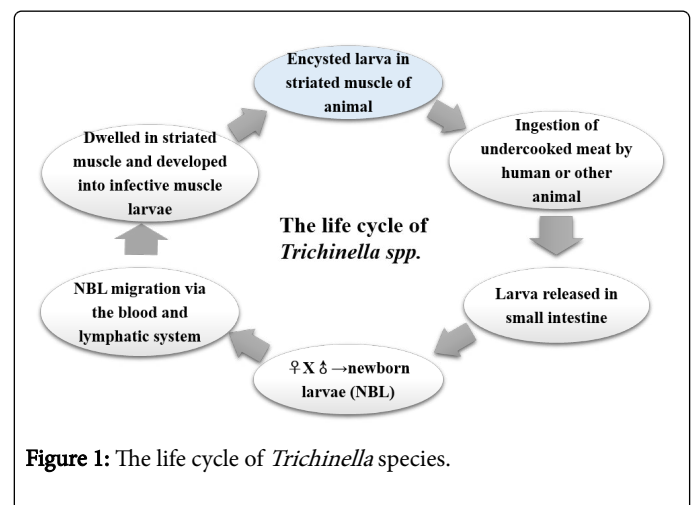 Encysted larva in
striated muscle of
animal
Ingestion of
undercooked meat by
human or other
animal
Larva released in
small intestine
♀X♂→newborn
larvae (NBL)
NBL migration via
the blood and
lymphatic system
Dwelled in striated
muscle and developed
into infective muscle
larvae
The life cycle of
Trichinella spp.
Figure 1: The life cycle of Trichinella species.